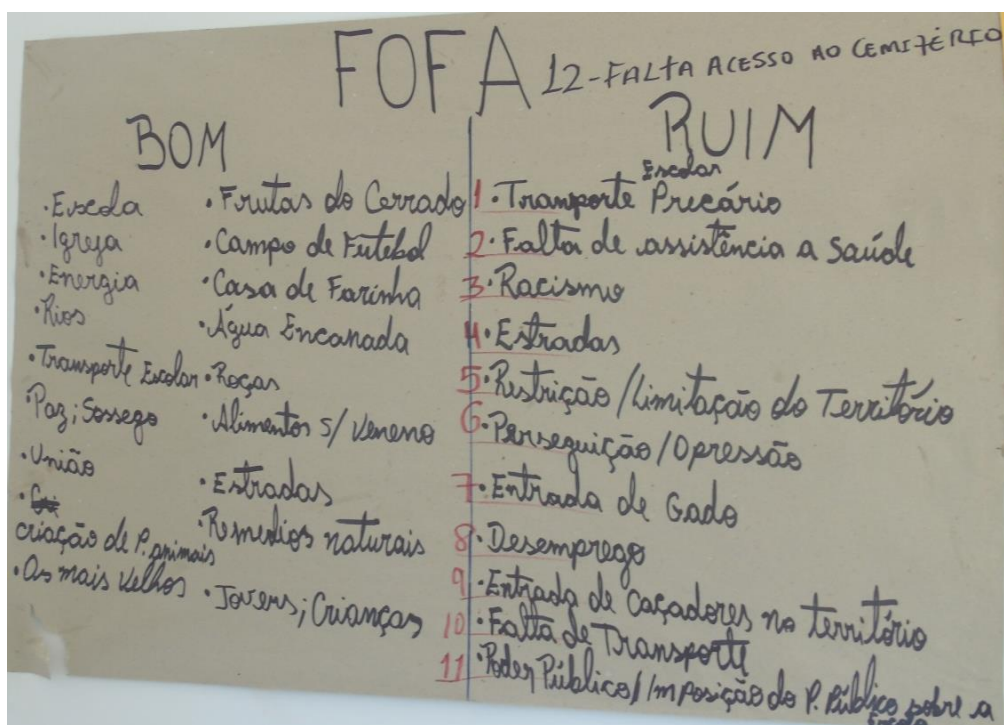 FOFA
12-FALTA ACESSO AO CEMITÉRIO
BOM
·Escola
·Igreja
·Energia
·Rios
·Transporte Escolar
·Paz; Sossego
·União
criação de P. animais
·Os mais velhos
·Frutas do Cerrado
·Campo de Futebol
·Casa de Farinha
·Água Encanada
·Roças
·Alimentos s/ Veneno
·Estradas
·Remedios naturais
·Jovens; Crianças
RUIM
Escolar
1·Transporte Precário
2·Falta de assistência a Saúde
3·Racismo
4·Estradas
5·Restrição/Limitação do Território
6·Perseguição/Opressão
7·Entrada de Gado
8·Desemprego
9·Entrada de Caçadores no território
10·Falta de Transporte
11·Poder Público//Imposição do P. Público sobre a